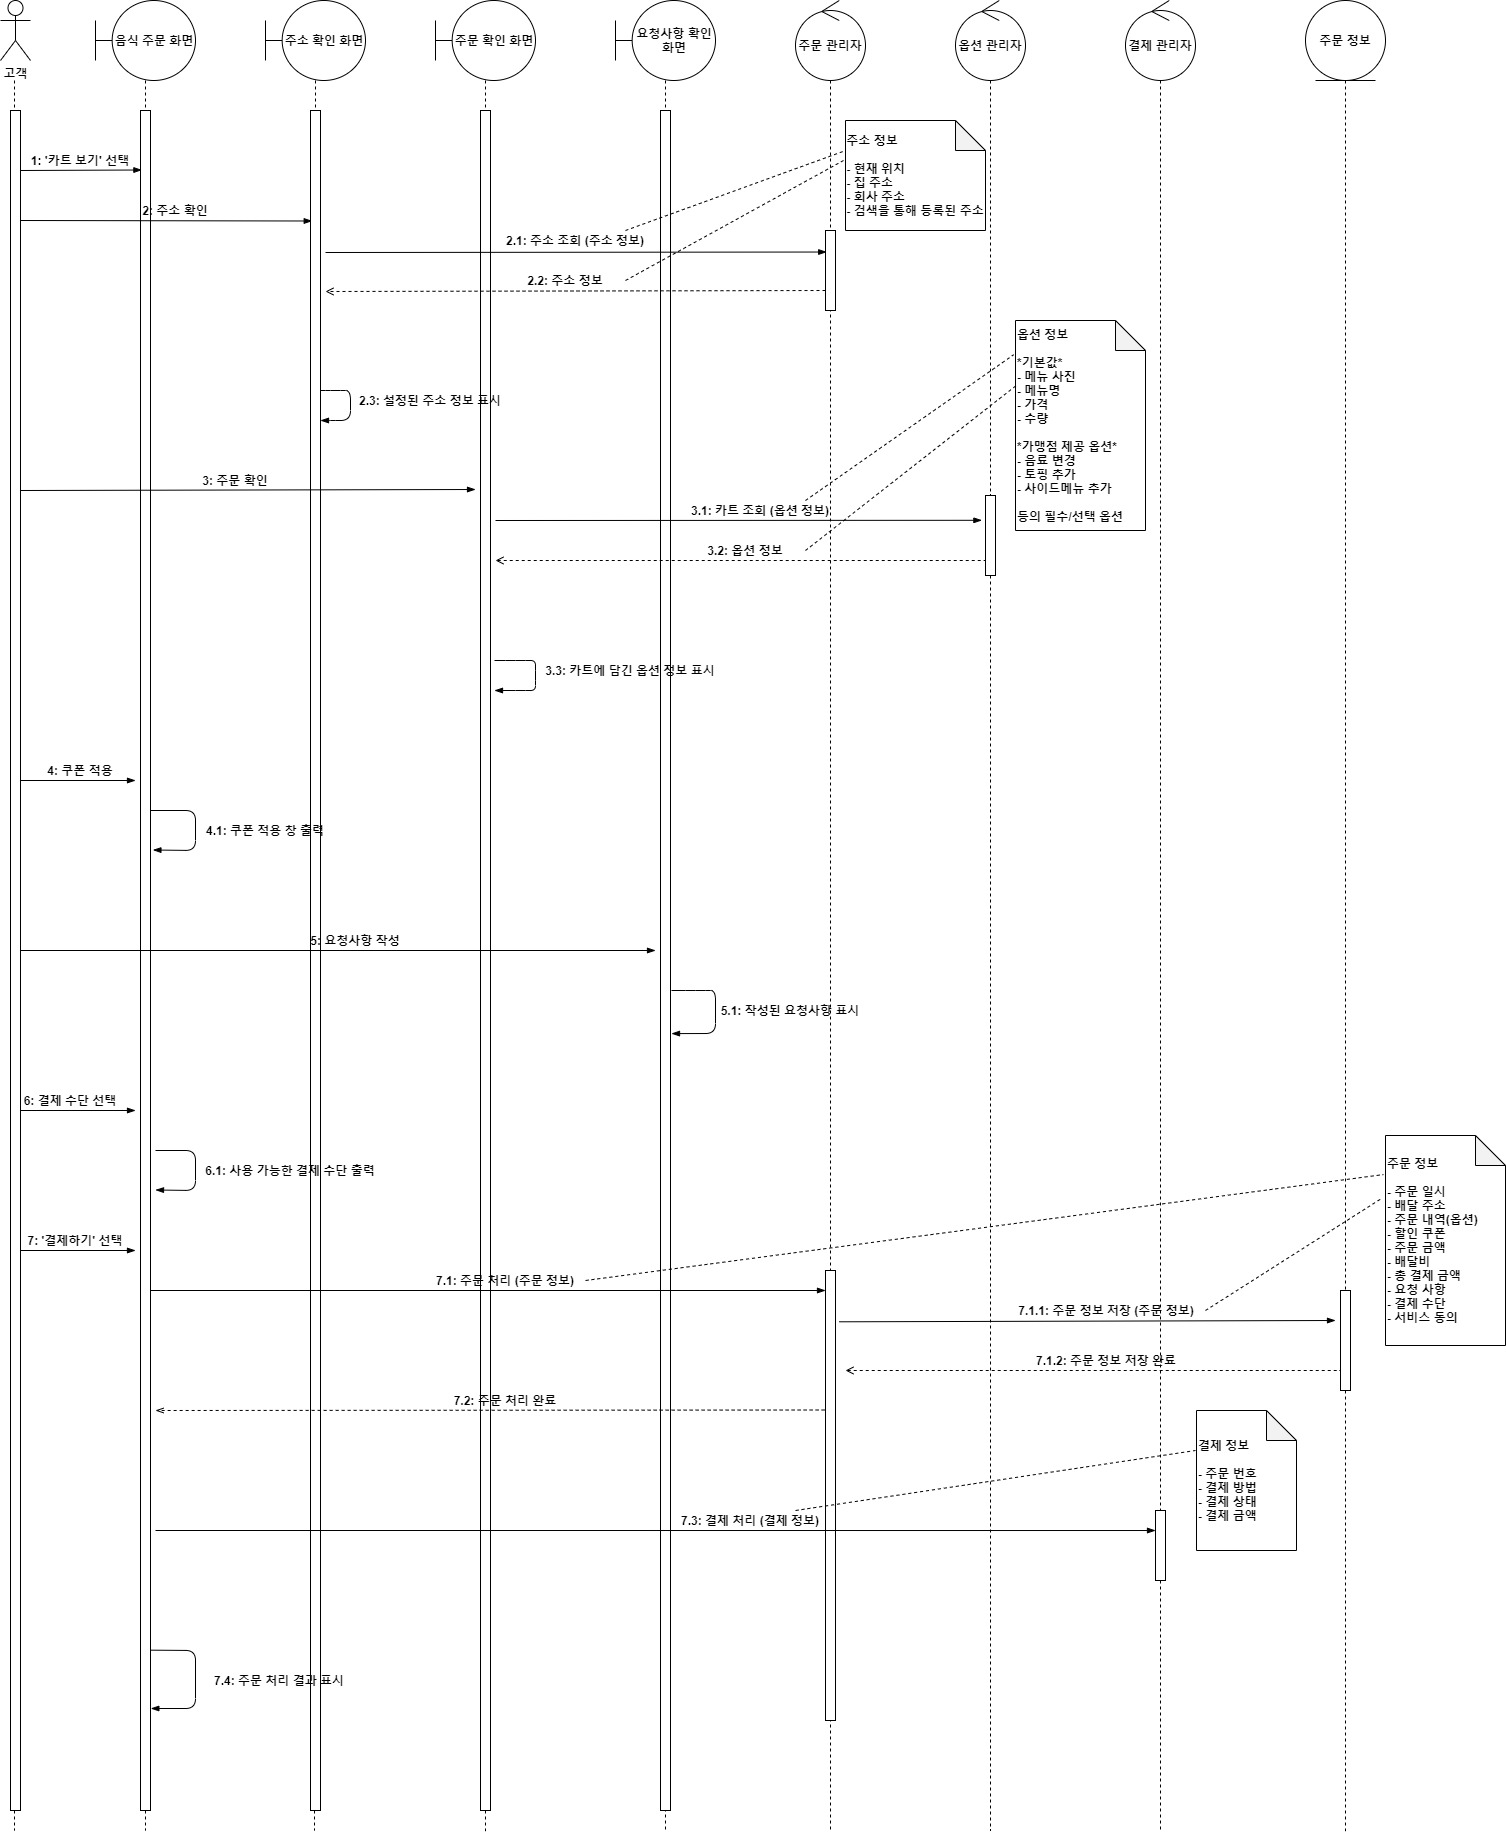 고객
음식 주문 화면
주소 확인 화면
주문 확인 화면
요청사항 확인
화면
주문 관리자
옵션 관리자
결제 관리자
주문 정보
주소 정보
- 현재 위치
- 집 주소
- 회사 주소
- 검색을 통해 등록된 주소
1: '카트 보기' 선택
2: 주소 확인
2.1: 주소 조회 (주소 정보)
2.2: 주소 정보
옵션 정보
*기본값*
- 메뉴 사진
- 메뉴명
- 가격
- 수량
*가맹점 제공 옵션*
- 음료 변경
- 토핑 추가
- 사이드메뉴 추가
등의 필수/선택 옵션
2.3: 설정된 주소 정보 표시
3: 주문 확인
3.1: 카트 조회 (옵션 정보)
3.2: 옵션 정보
3.3: 카트에 담긴 옵션 정보 표시
4: 쿠폰 적용
4.1: 쿠폰 적용 창 출력
5: 요청사항 작성
5.1: 작성된 요청사항 표시
6: 결제 수단 선택
6.1: 사용 가능한 결제 수단 출력
주문 정보
- 주문 일시
- 배달 주소
- 주문 내역(옵션)
- 할인 쿠폰
- 주문 금액
- 배달비
- 총 결제 금액
- 요청 사항
- 결제 수단
- 서비스 동의
7: '결제하기' 선택
7.1: 주문 처리 (주문 정보)
7.1.1: 주문 정보 저장 (주문 정보)
7.1.2: 주문 정보 저장 완료
7.2: 주문 처리 완료
결제 정보
- 주문 번호
- 결제 방법
- 결제 상태
- 결제 금액
7.3: 결제 처리 (결제 정보)
7.4: 주문 처리 결과 표시